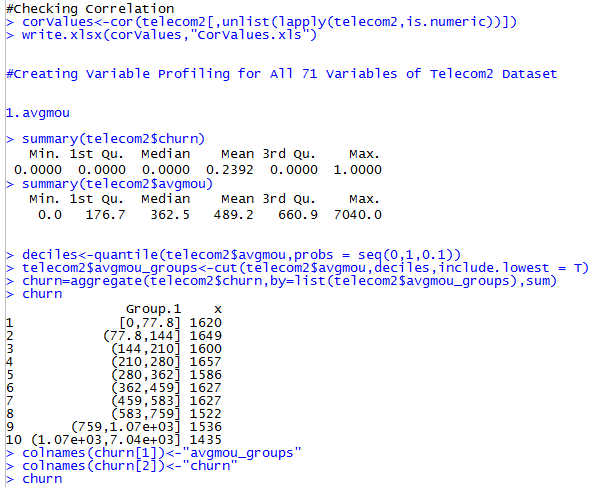 #Checking Correlation
> corValues<-cor(telecom2[,unlist(lapply(telecom2,is.numeric))])
> write.xlsx(corValues,"CorValues.xls")
#Creating Variable Profiling for All 71 Variables of Telecom2 Dataset
1.avgmou
> summary(telecom2$churn)
Min. 1st Qu. Median Mean 3rd Qu. Max.
0.0000 0.0000 0.0000 0.2392 0.0000 1.0000
> summary(telecom2$avgmou)
Min. 1st Qu. Median Mean 3rd Qu. Max.
0.0 176.7 362.5 489.2 660.9 7040.0
> deciles<-quantile(telecom2$avgmou,probs = seq(0,1,0.1))
> telecom2$avgmou_groups<-cut(telecom2$avgmou,deciles,include.lowest = T)
> churn=aggregate(telecom2$churn,by=list(telecom2$avgmou_groups),sum)
> churn
Group.1 x
1 [0,77.8] 1620
2 (77.8,144] 1649
3 (144,210] 1600
4 (210,280] 1657
5 (280,362] 1586
6 (362,459] 1627
7 (459,583] 1627
8 (583,759] 1522
9 (759,1.07e+03] 1536
10 (1.07e+03,7.04e+03] 1435
> colnames(churn[1])<-"avgmou_groups"
> colnames(churn[2])<-"churn"
> churn